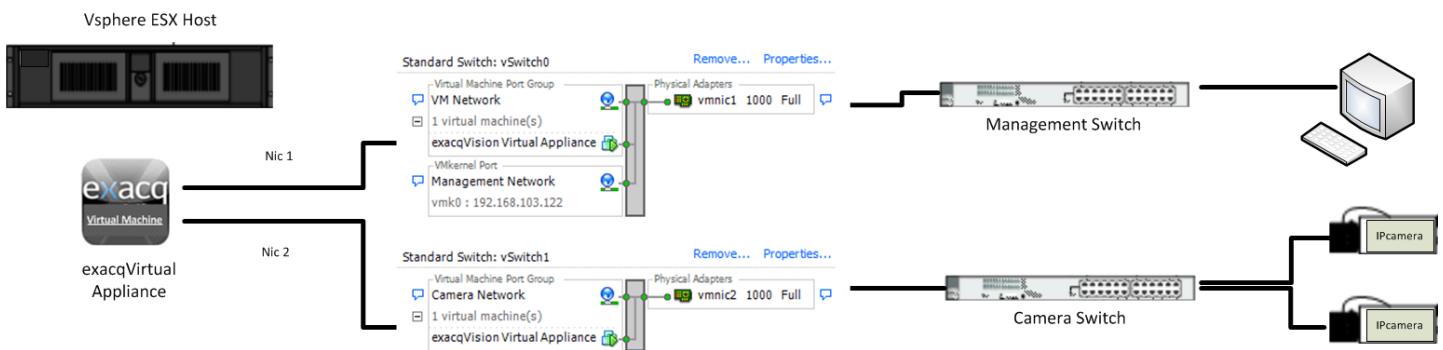 Vsphere ESX Host
exacq
Virtual Machine
exacqVirtual
Appliance
Nic 1
Nic 2
Standard Switch: vSwitch0
Remove... Properties...
Virtual Machine Port Group
VM Network
1 virtual machine(s)
exacqVision Virtual Appliance
VMkernel Port
Management Network
vmk0 : 192.168.103.122
Physical Adapters
vmnic1 1000 Full
Management Switch
Standard Switch: vSwitch1
Remove... Properties...
Virtual Machine Port Group
Camera Network
1 virtual machine(s)
exacqVision Virtual Appliance
Physical Adapters
vmnic2 1000 Full
Camera Switch
IPcamera
IPcamera